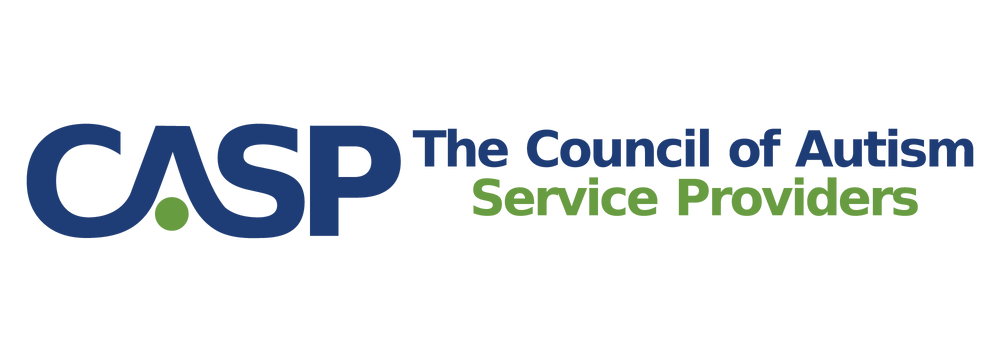 CASP
The Council of Autism
Service Providers